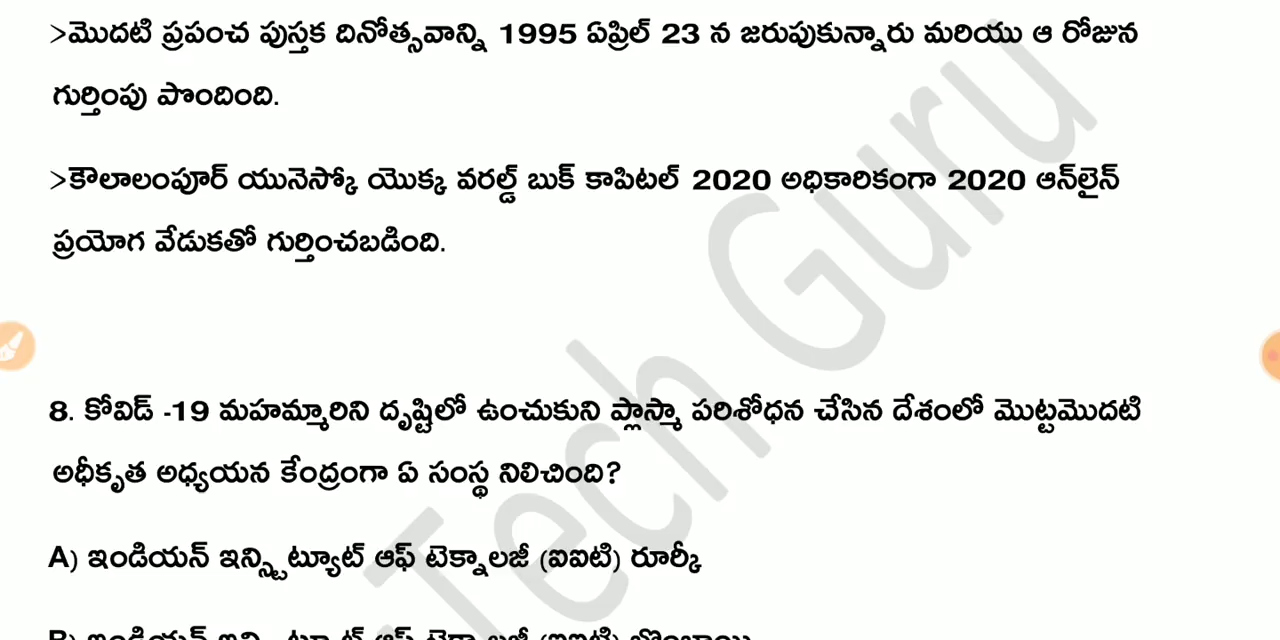 >మొదటి ప్రపంచ పుస్తక దినోత్సవాన్ని 1995 ఏప్రిల్ 23 న జరుపుకున్నారు మరియు ఆ రోజున
గుర్తింపు పొందింది.
>కౌలాలంపూర్ యునెస్కో యొక్క వరల్డ్ బుక్ కాపిటల్ 2020 అధికారికంగా 2020 ఆన్‌లైన్
ప్రయోగ వేడుకతో గుర్తించబడింది.
8. కోవిడ్ -19 మహమ్మారిని దృష్టిలో ఉంచుకుని ప్లాస్మా పరిశోధన చేసిన దేశంలో మొట్టమొదటి
అధీకృత అధ్యయన కేంద్రంగా ఏ సంస్థ నిలిచింది?
A) ఇండియన్ ఇన్స్టిట్యూట్ ఆఫ్ టెక్నాలజీ (ఐఐటి) రూర్కీ
Tech Guru